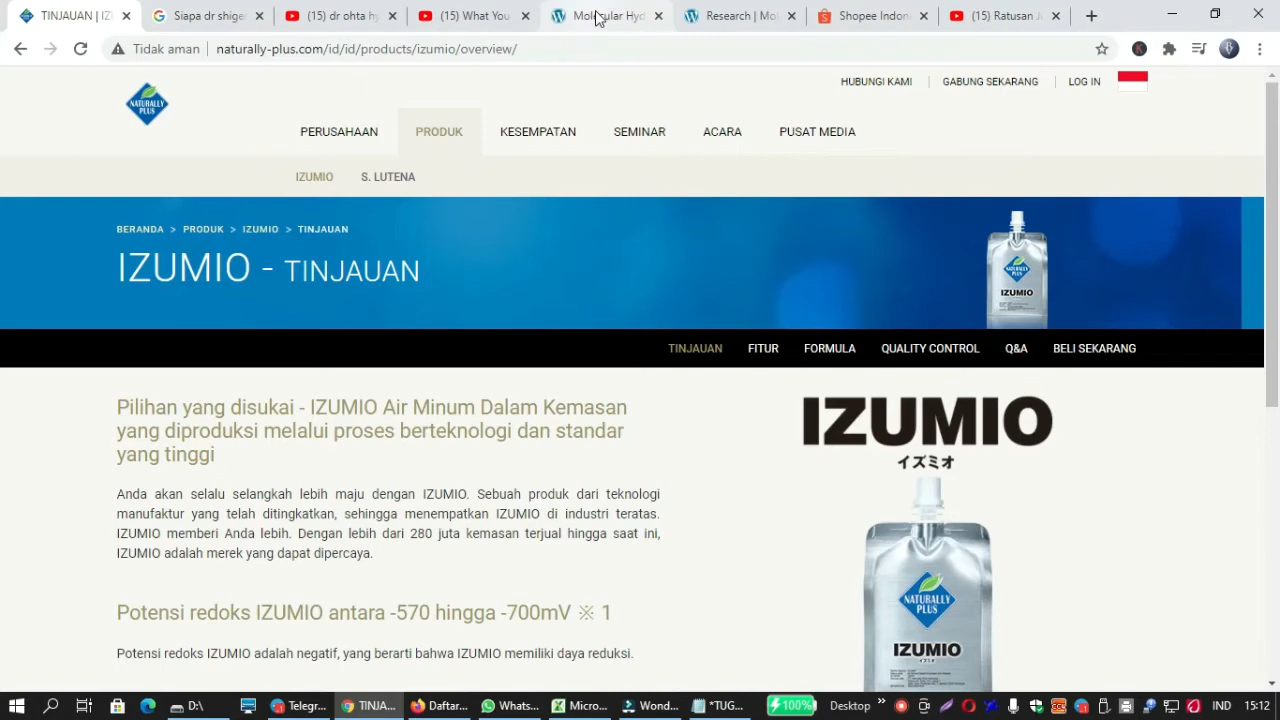 TINJAUAN | IZ
Siapa dr shige
(15) dr ohta hy
(15) What You
Molecular Hyd
Research | Mo
Shopee Indon
(15) Ratusan J
Tidak aman
naturally-plus.com/id/id/products/izumio/overview/
HUBUNGI KAMI
GABUNG SEKARANG
LOG IN
NATURALLY
PLUS
PERUSAHAAN
PRODUK
KESEMPATAN
SEMINAR
ACARA
PUSAT MEDIA
IZUMIO
S. LUTENA
BERANDA > PRODUK > IZUMIO > TINJAUAN
IZUMIO - TINJAUAN
NATURALLY
PLUS
IZUMIO
TINJAUAN
FITUR
FORMULA
QUALITY CONTROL
Q&A
BELI SEKARANG
Pilihan yang disukai - IZUMIO Air Minum Dalam Kemasan
yang diproduksi melalui proses berteknologi dan standar
yang tinggi
Anda akan selalu selangkah lebih maju dengan IZUMIO. Sebuah produk dari teknologi
manufaktur yang telah ditingkatkan, sehingga menempatkan IZUMIO di industri teratas.
IZUMIO memberi Anda lebih. Dengan lebih dari 280 juta kemasan terjual hingga saat ini,
IZUMIO adalah merek yang dapat dipercaya.
Potensi redoks IZUMIO antara -570 hingga -700mV ※ 1
Potensi redoks IZUMIO adalah negatif, yang berarti bahwa IZUMIO memiliki daya reduksi.
IZUMIO
イズミオ
NATURALLY
PLUS
IZUMIO
イズミオ
D:\
Telegr...
TINJA...
Daftar...
Whats...
Micro...
Wond...
*TUG...
100%
Desktop
IND
15:12